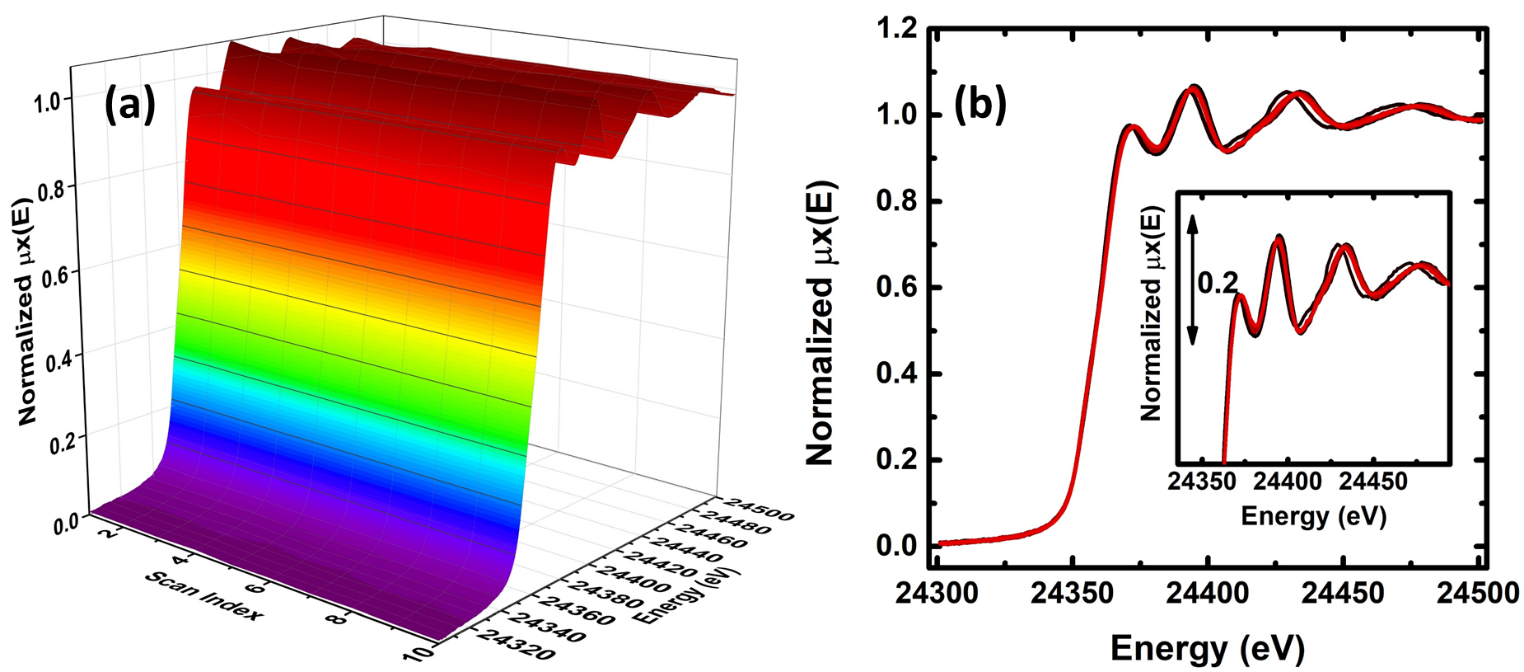 (a)
Normalized μx(E)
1.0
0.8
0.6
0.4
0.2
0.0
2
4
6
8
10
Scan Index
24320
24340
24360
24380
24400
24420
24440
24460
24480
24500
Energy (eV)
(b)
Normalized μx(E)
1.2
1.0
0.8
0.6
0.4
0.2
0.0
24300 24350 24400 24450 24500
Energy (eV)
Normalized μx(E)
0.2
24350 24400 24450
Energy (eV)